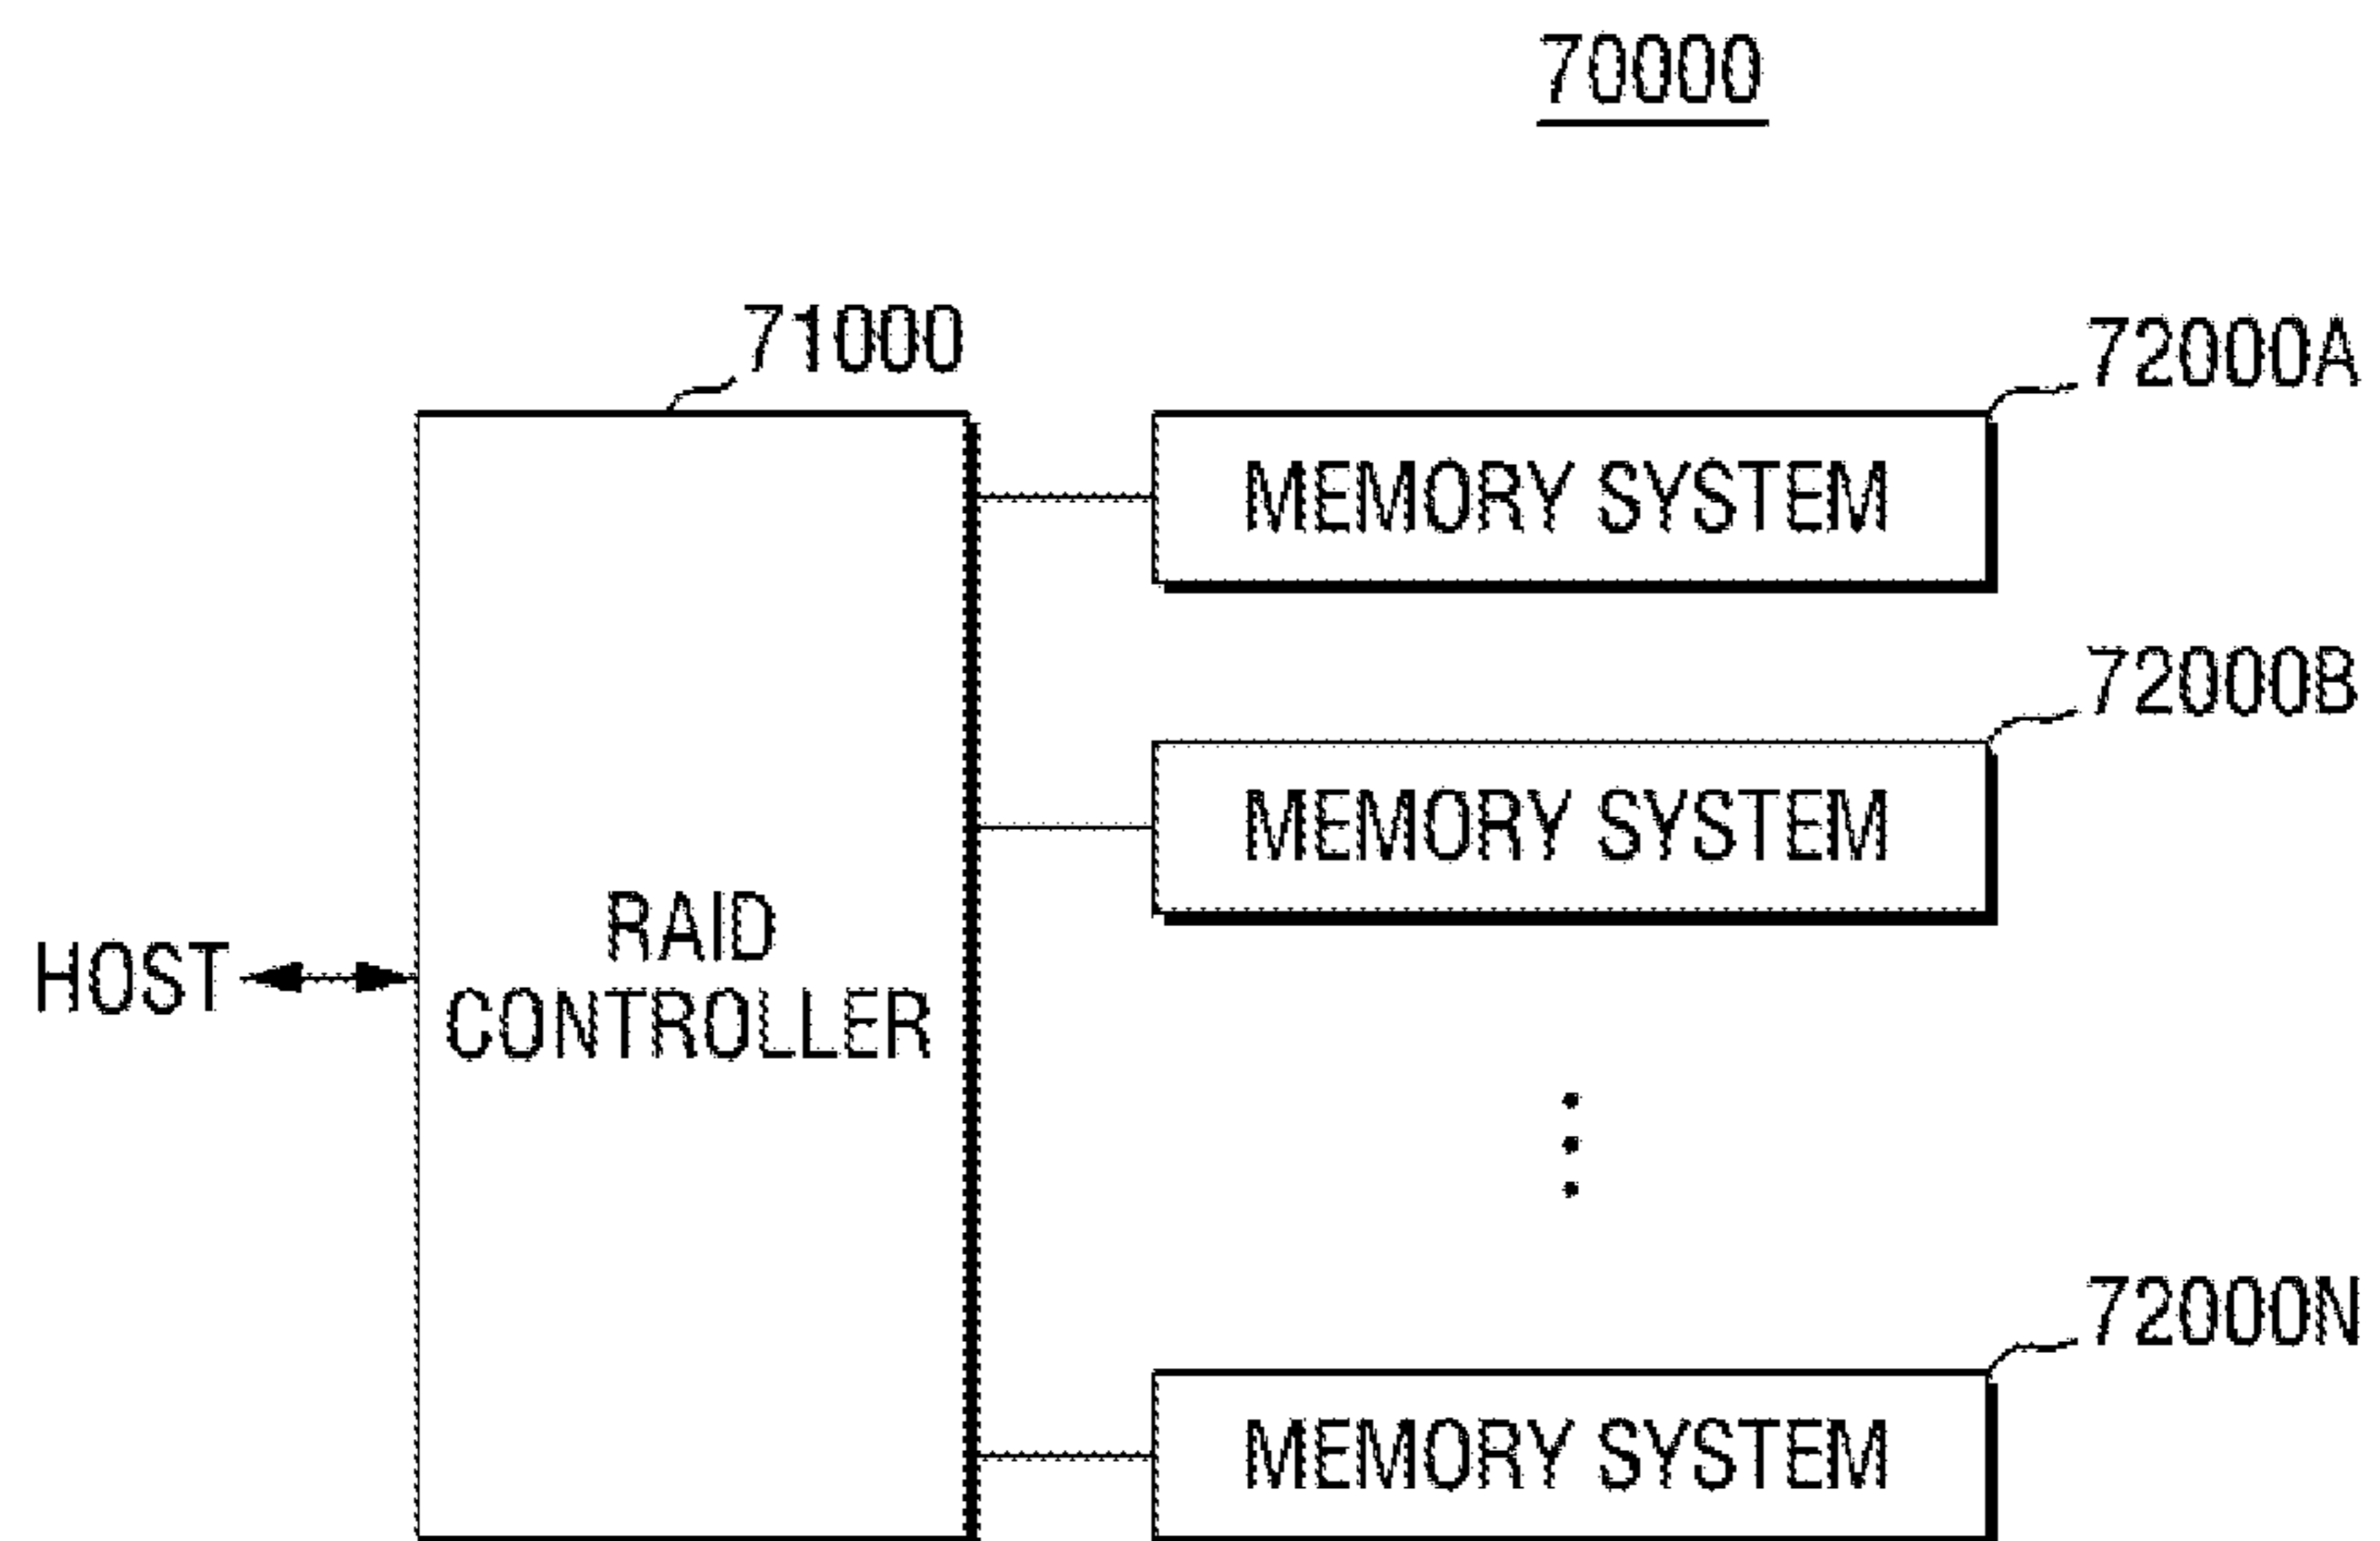 70000
71000
72000A
MEMORY SYSTEM
72000B
MEMORY SYSTEM
RAID
CONTROLLER
HOST
72000N
MEMORY SYSTEM